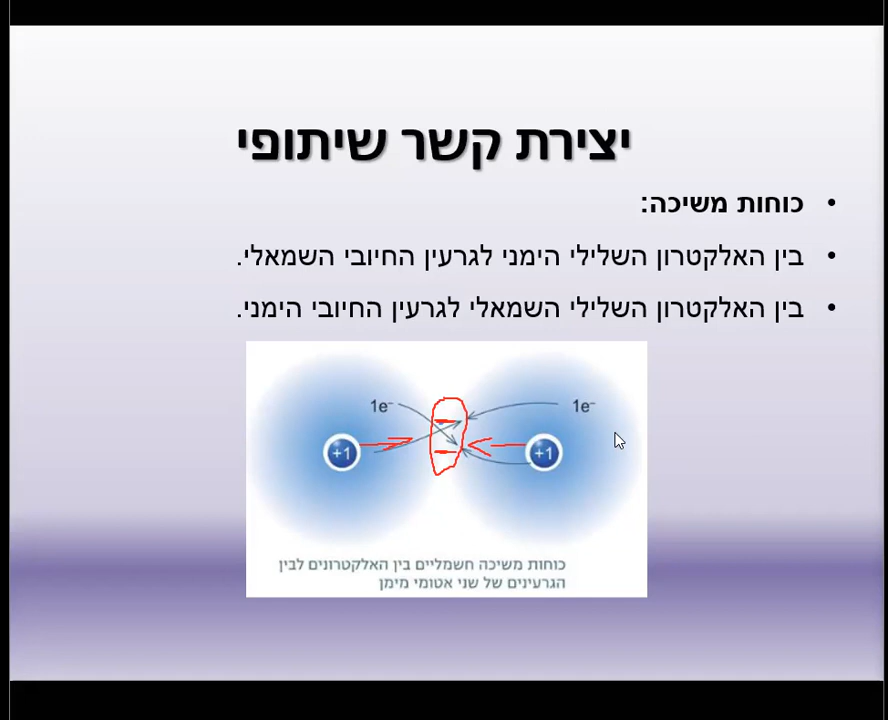 יצירת קשר שיתופי
• כוחות משיכה:
• בין האלקטרון השלילי הימני לגרעין החיובי השמאלי.
• בין האלקטרון השלילי השמאלי לגרעין החיובי הימני.
1e⁻ 1e⁻
+1 +1
כוחות משיכה חשמליים בין האלקטרונים לבין
הגרעינים של שני אטומי מימן